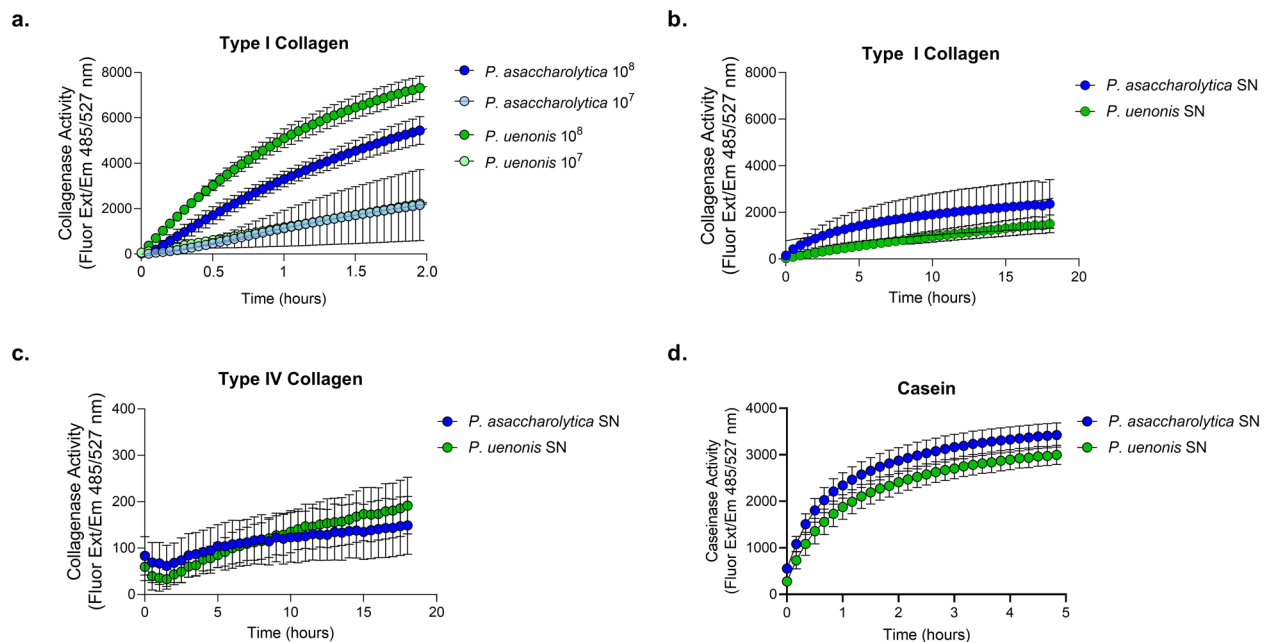 a.
Type I Collagen
Collagenase Activity
(Fluor Ext/Em 485/527 nm)
8000
6000
4000
2000
0
0
0.5
1
1.5
2.0
Time (hours)
P. asaccharolytica 10⁸
P. asaccharolytica 10⁷
P. uenonis 10⁸
P. uenonis 10⁷
b.
Type I Collagen
Collagenase Activity
(Fluor Ext/Em 485/527 nm)
8000
6000
4000
2000
0
0
5
10
15
20
Time (hours)
P. asaccharolytica SN
P. uenonis SN
c.
Type IV Collagen
Collagenase Activity
(Fluor Ext/Em 485/527 nm)
400
300
200
100
0
0
5
10
15
20
Time (hours)
P. asaccharolytica SN
P. uenonis SN
d.
Casein
Caseinase Activity
(Fluor Ext/Em 485/527 nm)
4000
3000
2000
1000
0
0
1
2
3
4
5
Time (hours)
P. asaccharolytica SN
P. uenonis SN